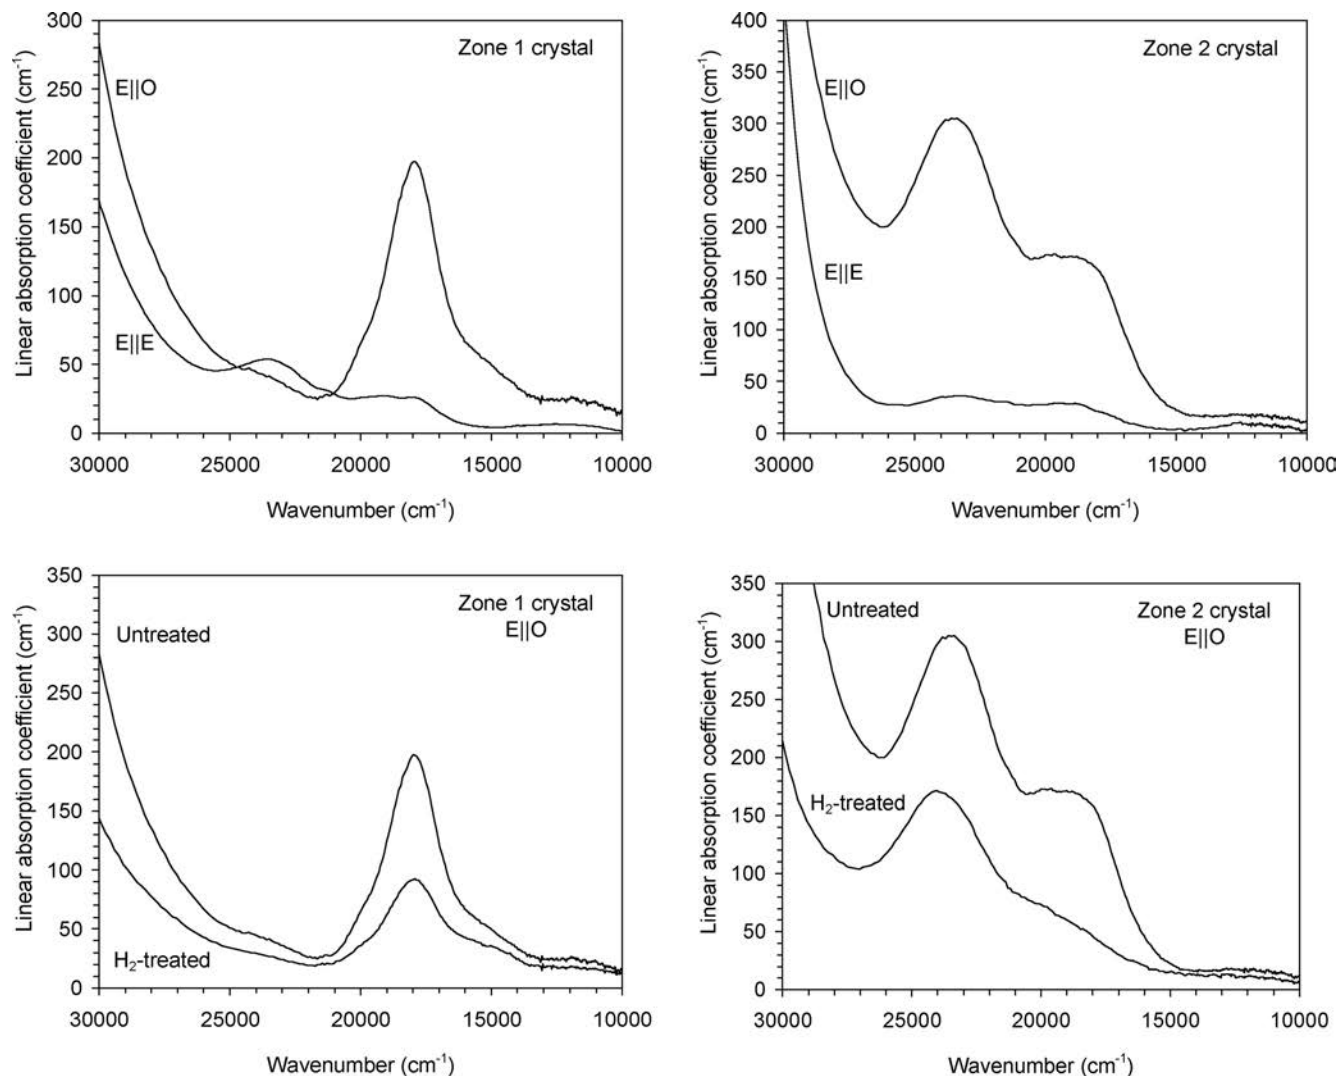 Zone 1 crystal
E||O
E||E
Linear absorption coefficient (cm⁻¹)
300
250
200
150
100
50
0
30000 25000 20000 15000 10000
Wavenumber (cm⁻¹)
Zone 2 crystal
E||O
E||E
Linear absorption coefficient (cm⁻¹)
400
350
300
250
200
150
100
50
0
30000 25000 20000 15000 10000
Wavenumber (cm⁻¹)
Zone 1 crystal
E||O
Untreated
H₂-treated
Linear absorption coefficient (cm⁻¹)
350
300
250
200
150
100
50
0
30000 25000 20000 15000 10000
Wavenumber (cm⁻¹)
Zone 2 crystal
E||O
Untreated
H₂-treated
Linear absorption coefficient (cm⁻¹)
350
300
250
200
150
100
50
0
30000 25000 20000 15000 10000
Wavenumber (cm⁻¹)